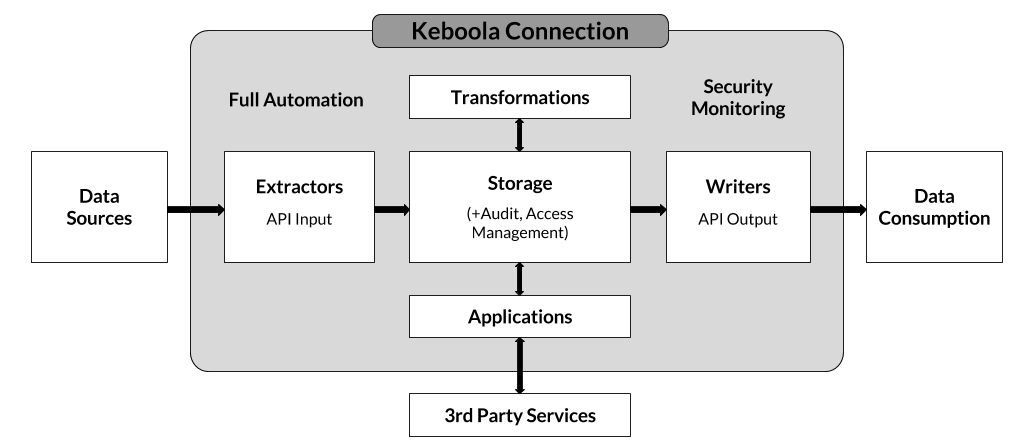 Keboola Connection
Full Automation
Transformations
Security
Monitoring
Data
Sources
Extractors
API Input
Storage
(+Audit, Access
Management)
Writers
API Output
Data
Consumption
Applications
3rd Party Services